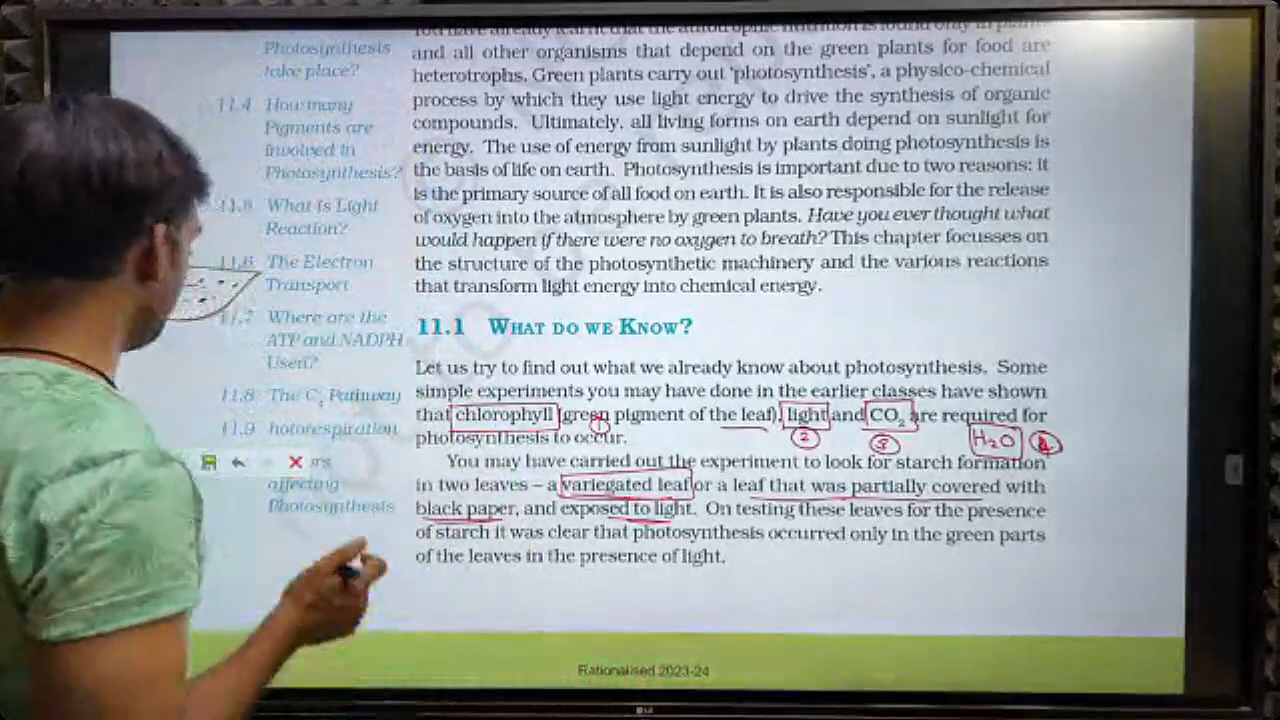 Photosynthesis
take place?
11.4 How many
Pigments are
involved in
Photosynthesis?
What is Light
Reaction?
11.6 The Electron
Transport
11.7 Where are the
ATP and NADPH
Used?
11.8 The C4 Pathway
11.9 hotorespiration
affecting
Photosynthesis
and all other organisms that depend on the green plants for food are
heterotrophs. Green plants carry out 'photosynthesis', a physico-chemical
process by which they use light energy to drive the synthesis of organic
compounds. Ultimately, all living forms on earth depend on sunlight for
energy. The use of energy from sunlight by plants doing photosynthesis is
the basis of life on earth. Photosynthesis is important due to two reasons: it
is the primary source of all food on earth. It is also responsible for the release
of oxygen into the atmosphere by green plants. Have you ever thought what
would happen if there were no oxygen to breath? This chapter focusses on
the structure of the photosynthetic machinery and the various reactions
that transform light energy into chemical energy.
11.1 WHAT DO WE KNOW?
Let us try to find out what we already know about photosynthesis. Some
simple experiments you may have done in the earlier classes have shown
that chlorophyll (green pigment of the leaf), light and CO2 are required for
photosynthesis to occur.
1
2
3
H2O 4
You may have carried out the experiment to look for starch formation
in two leaves – a variegated leaf or a leaf that was partially covered with
black paper, and exposed to light. On testing these leaves for the presence
of starch it was clear that photosynthesis occurred only in the green parts
of the leaves in the presence of light.
Rationalised 2023-24
LG